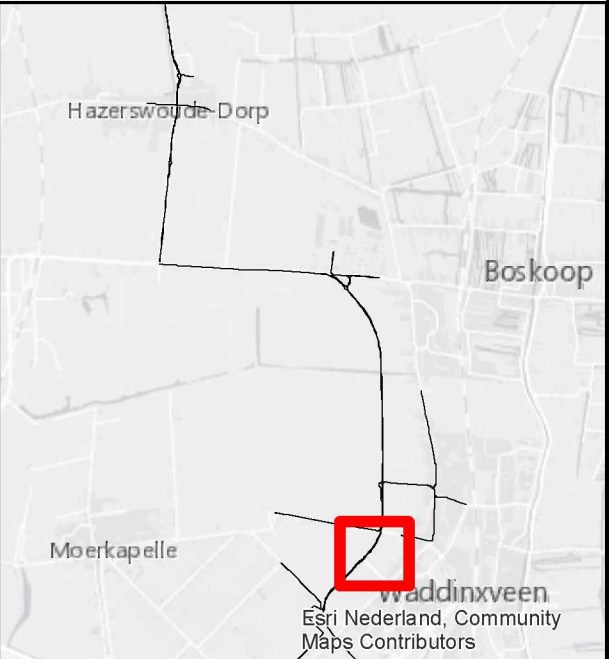 Hazerswoude-Dorp
Boskoop
Moerkapelle
Waddinxveen
Esri Nederland, Community
Maps Contributors